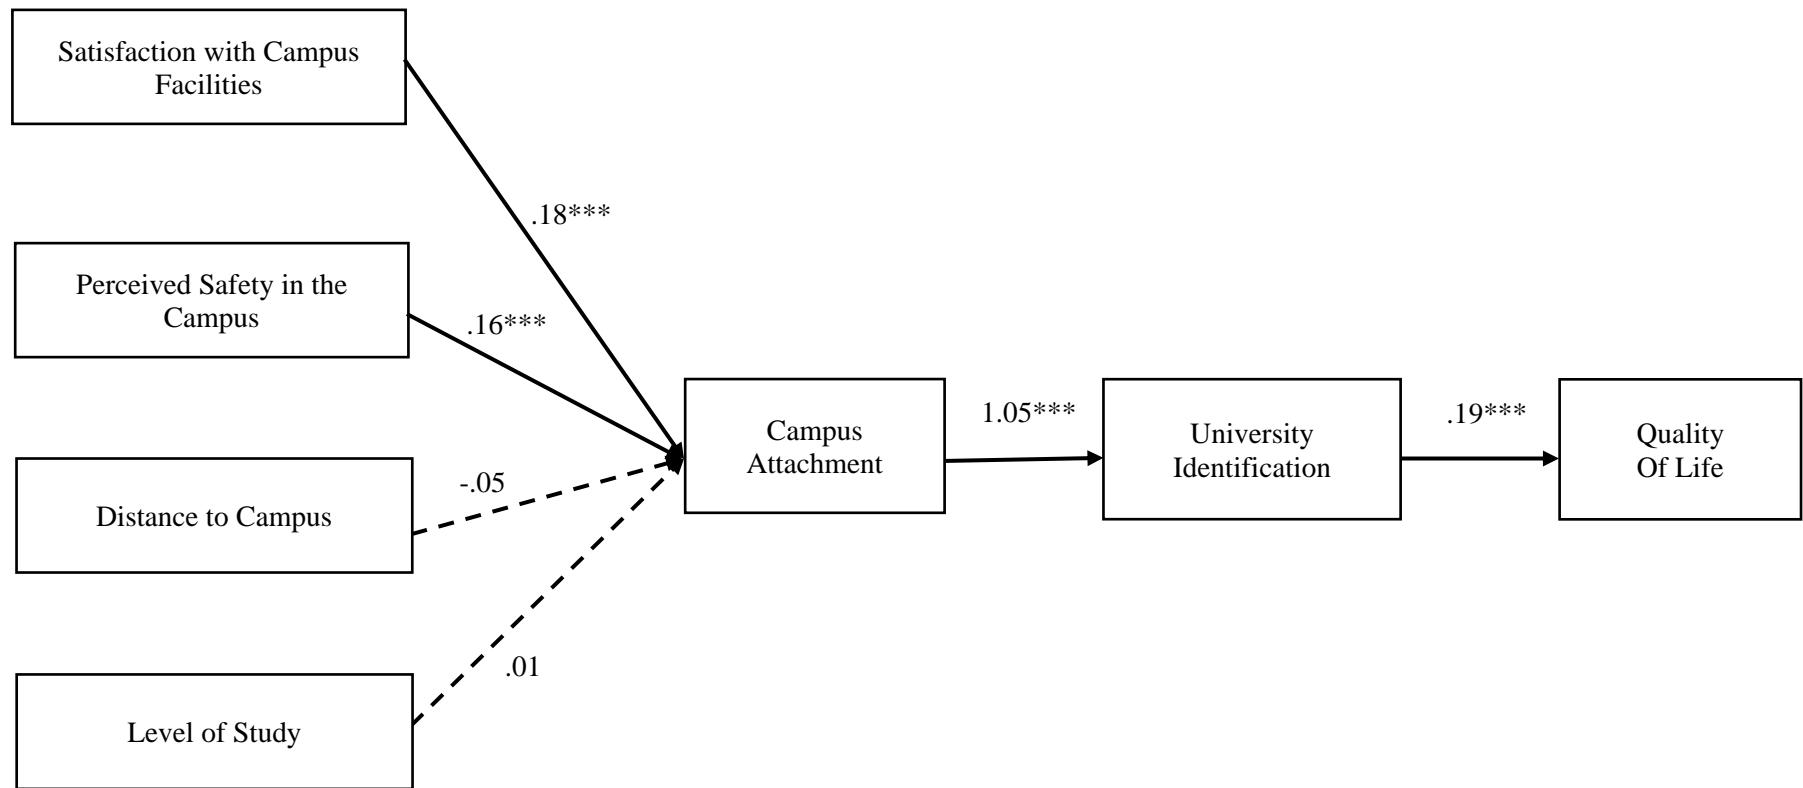 Satisfaction with Campus
Facilities
.18***
Perceived Safety in the
Campus
.16***
Distance to Campus
-.05
Level of Study
.01
Campus
Attachment
1.05***
University
Identification
.19***
Quality
Of Life